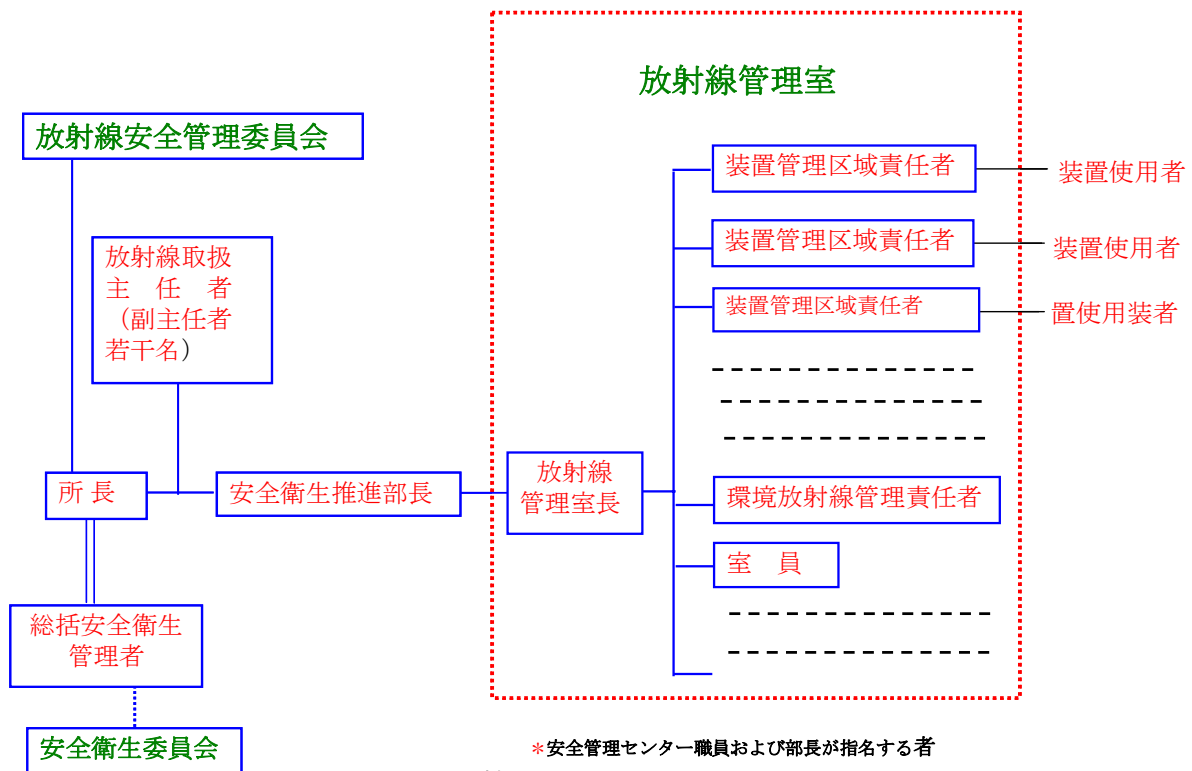 放射線管理室
放射線安全管理委員会
装置管理区域責任者
装置使用者
装置管理区域責任者
装置使用者
放射線取扱
主 任 者
（副主任者
若干名）
装置管理区域責任者
置使用装者
放射線
管理室長
所 長
安全衛生推進部長
環境放射線管理責任者
室 員
総括安全衛生
管理者
安全衛生委員会
*安全管理センター職員および部長が指名する者